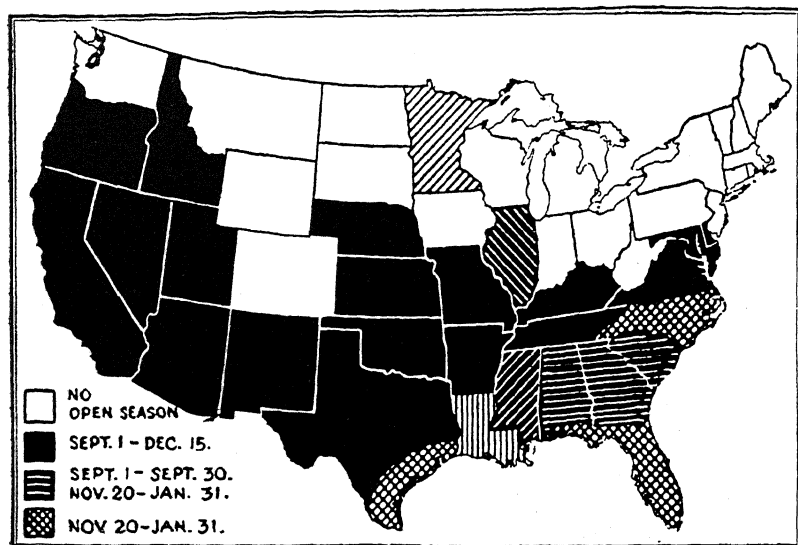 NO
OPEN SEASON
SEPT. 1 - DEC. 15.
SEPT. 1 - SEPT. 30.
NOV. 20-JAN. 31.
NOV. 20-JAN. 31.